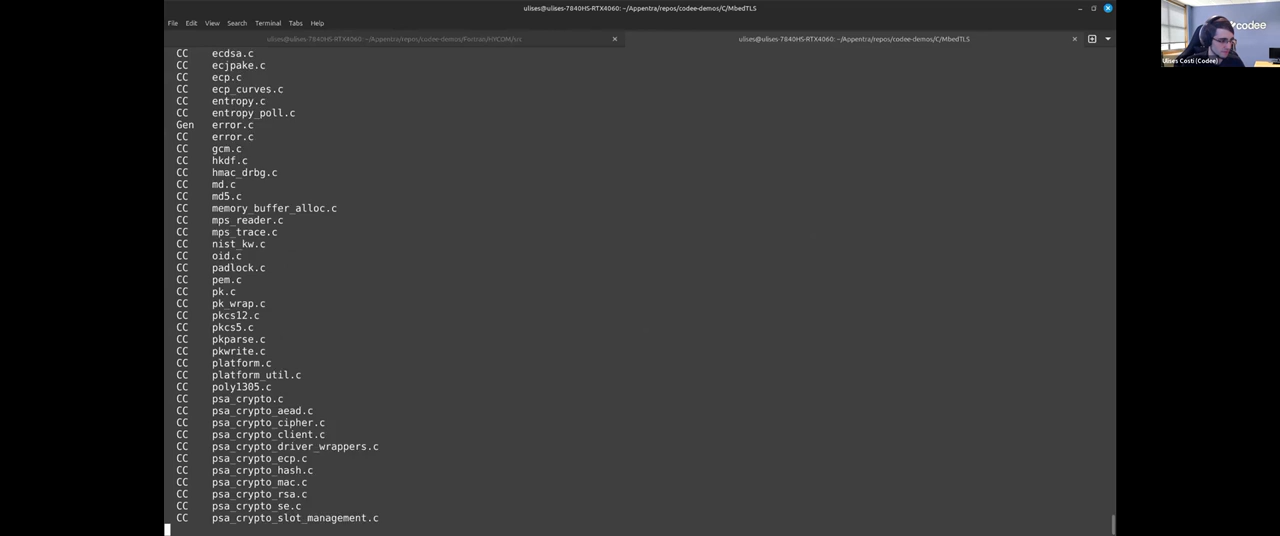 ulises@ulises-7840HS-RTX4060: ~/Appentra/repos/codee-demos/C/MbedTLS
File Edit View Search Terminal Tabs Help
ulises@ulises-7840HS-RTX4060: ~/Appentra/repos/codee-demos/Fortran/HYCOM/src
ulises@ulises-7840HS-RTX4060: ~/Appentra/repos/codee-demos/C/MbedTLS
CC ecdsa.c
CC ecjpake.c
CC ecp.c
CC ecp_curves.c
CC entropy.c
CC entropy_poll.c
Gen error.c
CC error.c
CC gcm.c
CC hkdf.c
CC hmac_drbg.c
CC md.c
CC md5.c
CC memory_buffer_alloc.c
CC mps_reader.c
CC mps_trace.c
CC nist_kw.c
CC oid.c
CC padlock.c
CC pem.c
CC pk.c
CC pk_wrap.c
CC pkcs12.c
CC pkcs5.c
CC pkparse.c
CC pkwrite.c
CC platform.c
CC platform_util.c
CC poly1305.c
CC psa_crypto.c
CC psa_crypto_aead.c
CC psa_crypto_cipher.c
CC psa_crypto_client.c
CC psa_crypto_driver_wrappers.c
CC psa_crypto_ecp.c
CC psa_crypto_hash.c
CC psa_crypto_mac.c
CC psa_crypto_rsa.c
CC psa_crypto_se.c
CC psa_crypto_slot_management.c
codee
Ulises Costi (Codee)